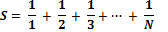 S = 1/1 + 1/2 + 1/3 + ⋯ + 1/N